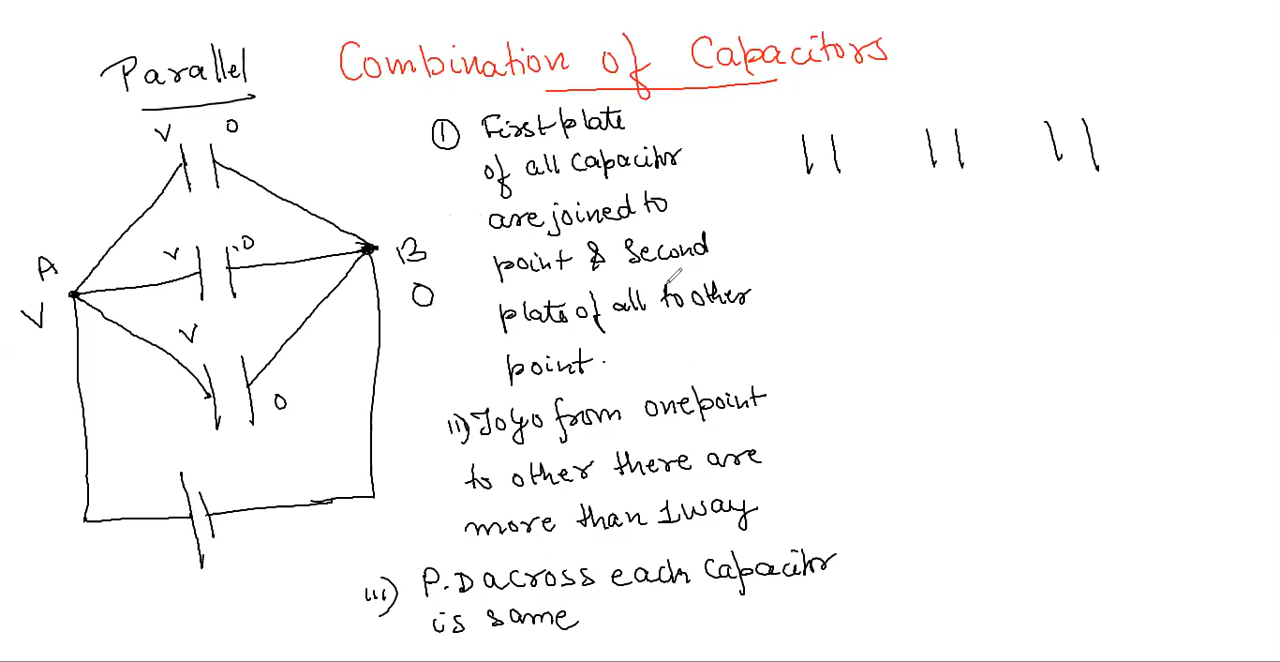 Combination of Capacitors
Parallel
V 0
V 0
A
V
V
0
B
0
① First plate
of all capacitor
are joined to
point & Second
plate of all to other
point.
ii) To go from one point
to other there are
more than 1 way
iii) P.D across each capacitor
is same